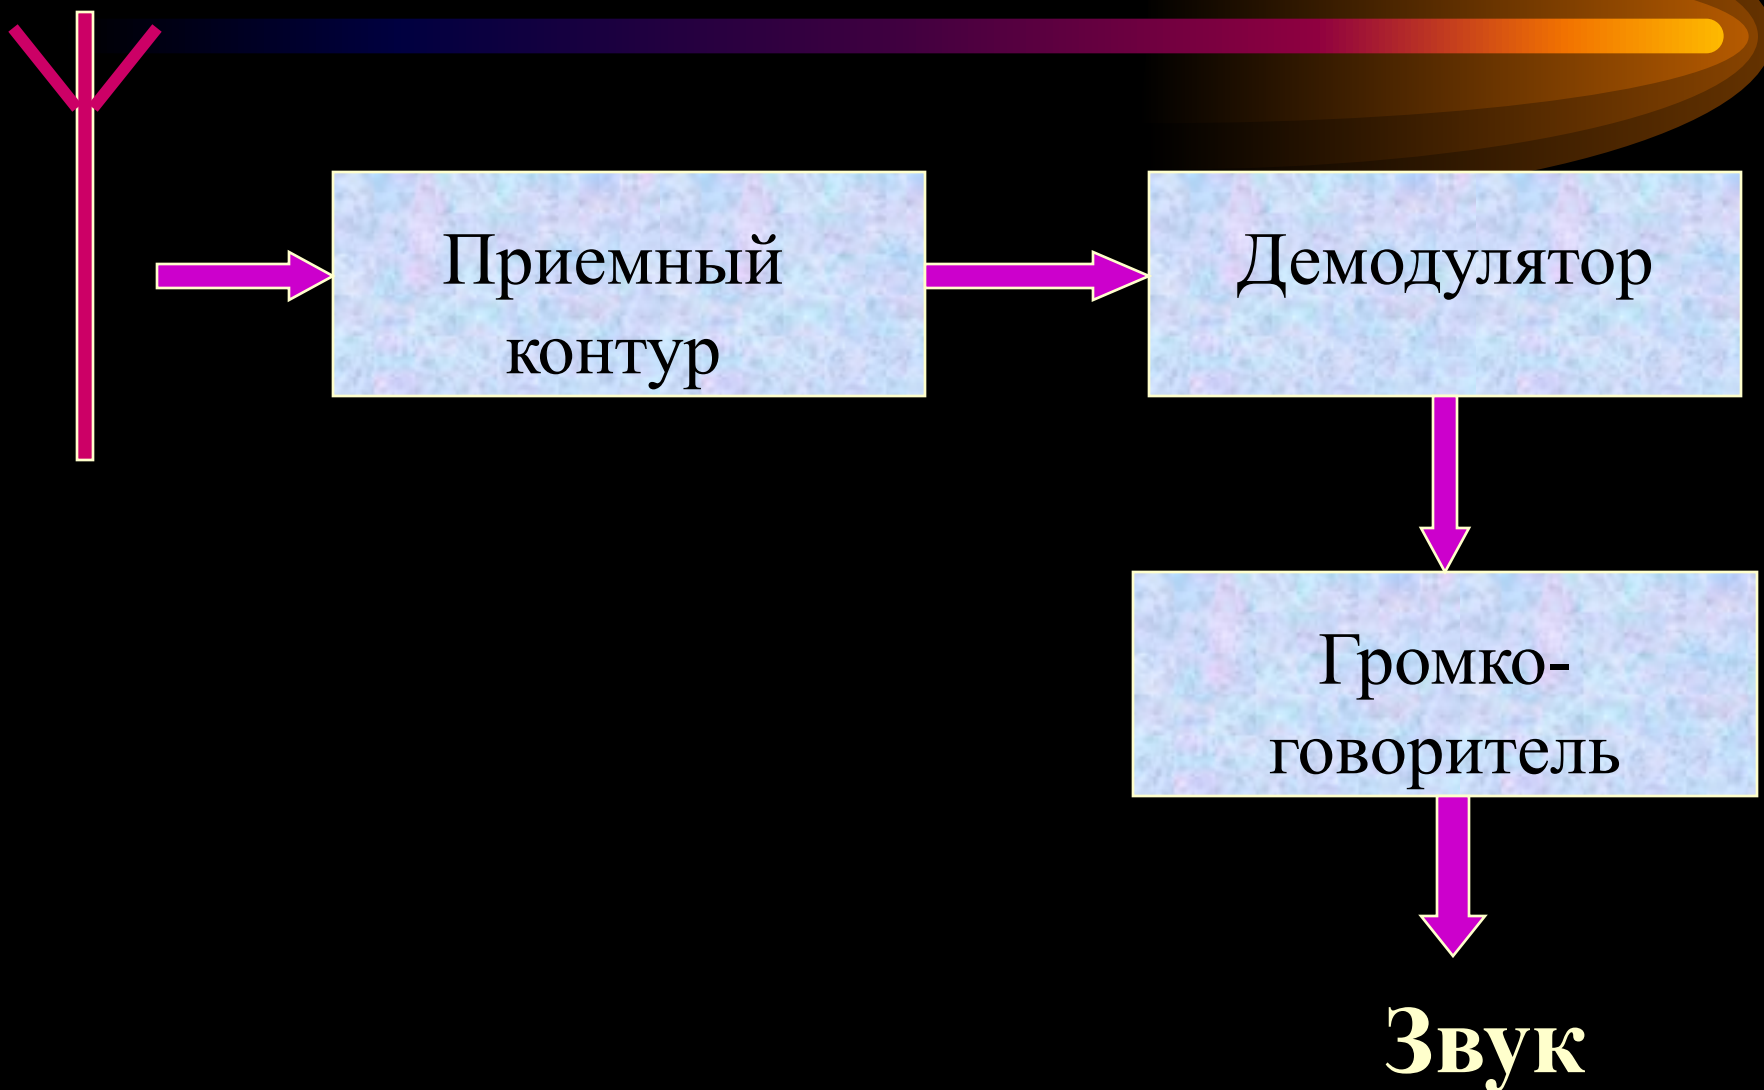 Приемный
контур
Демодулятор
Громко-
говоритель
Звук